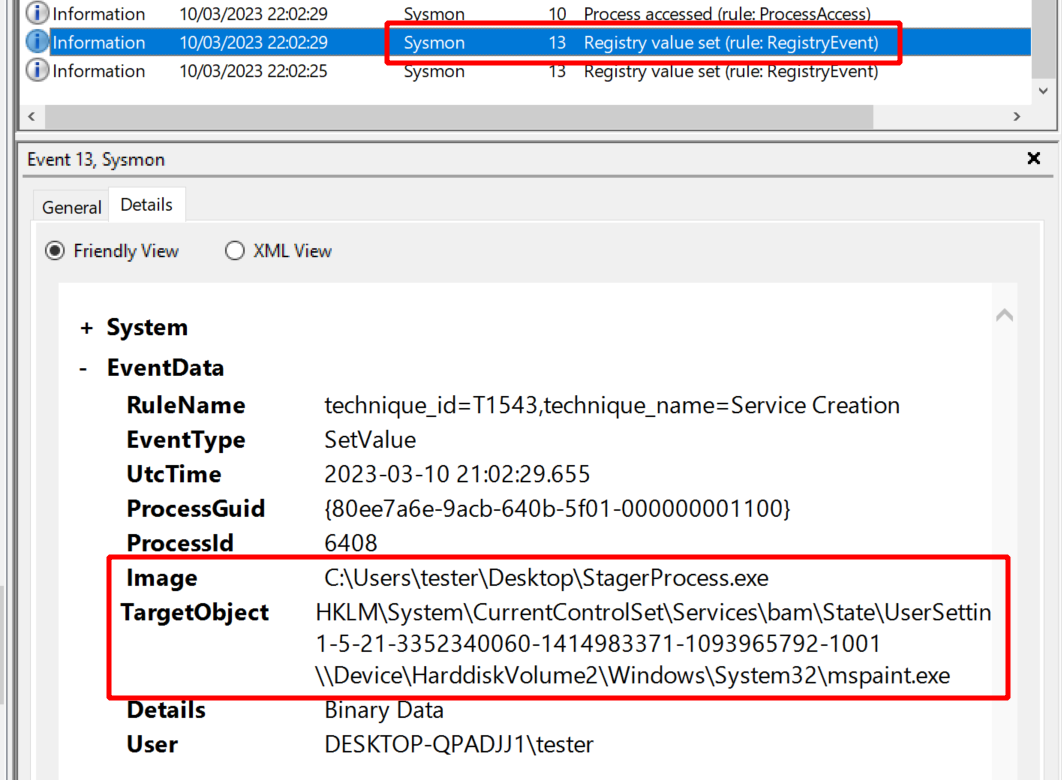 Information 10/03/2023 22:02:29 Sysmon 10 Process accessed (rule: ProcessAccess)
Information 10/03/2023 22:02:29 Sysmon 13 Registry value set (rule: RegistryEvent)
Information 10/03/2023 22:02:25 Sysmon 13 Registry value set (rule: RegistryEvent)
Event 13, Sysmon
General Details
Friendly View XML View
+ System
- EventData
RuleName technique_id=T1543,technique_name=Service Creation
EventType SetValue
UtcTime 2023-03-10 21:02:29.655
ProcessGuid {80ee7a6e-9acb-640b-5f01-000000001100}
ProcessId 6408
Image C:\Users\tester\Desktop\StagerProcess.exe
TargetObject HKLM\System\CurrentControlSet\Services\bam\State\UserSettin
1-5-21-3352340060-1414983371-1093965792-1001
\\Device\HarddiskVolume2\Windows\System32\mspaint.exe
Details Binary Data
User DESKTOP-QPADJJ1\tester